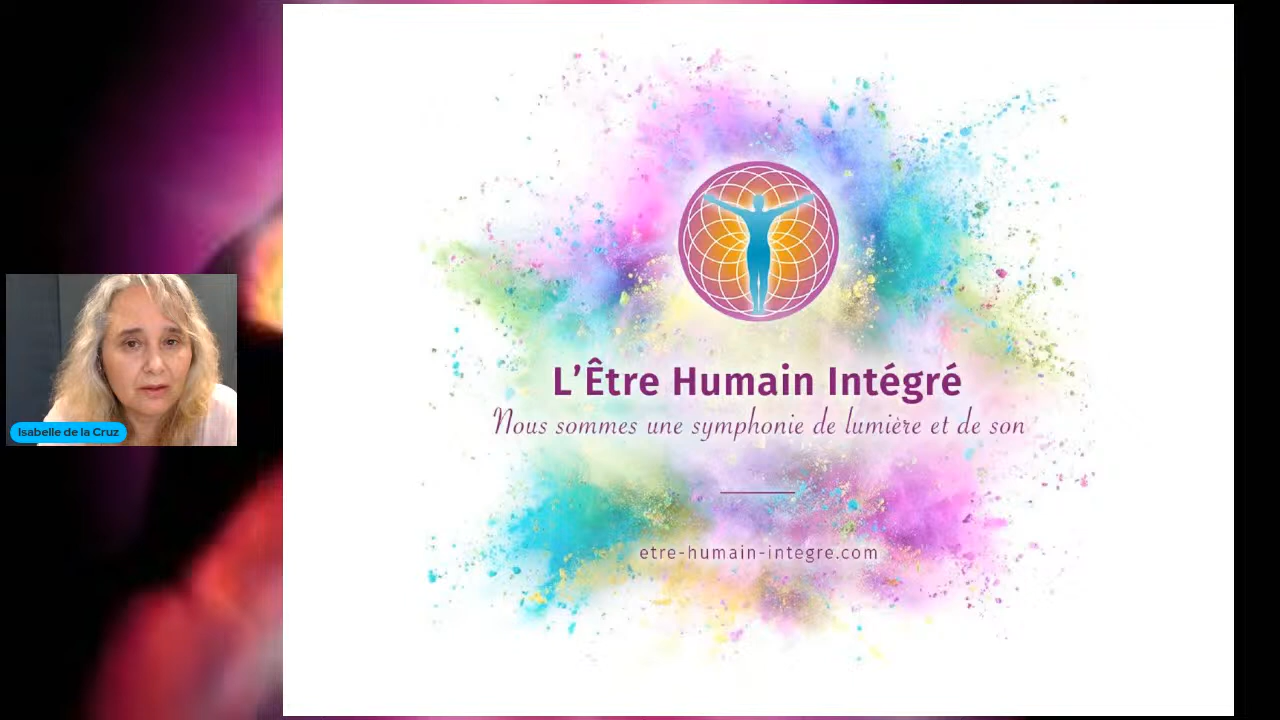 L'Être Humain Intégré
Nous sommes une symphonie de lumière et de son
etre-humain-integre.com
Isabelle de la Cruz